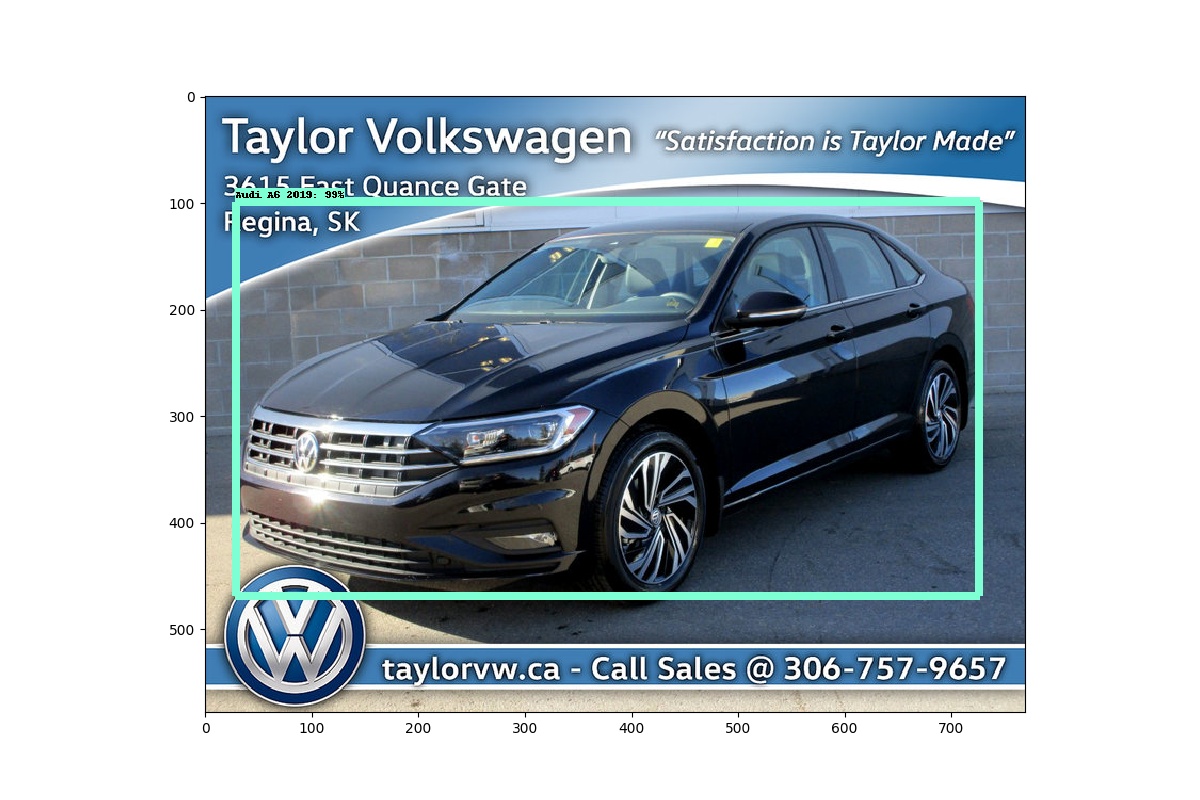 Taylor Volkswagen
"Satisfaction is Taylor Made"
3615 East Quance Gate
Audi A6 2019: 99%
Regina, SK
taylorvw.ca - Call Sales @ 306-757-9657
0
100
200
300
400
500
0 100 200 300 400 500 600 700